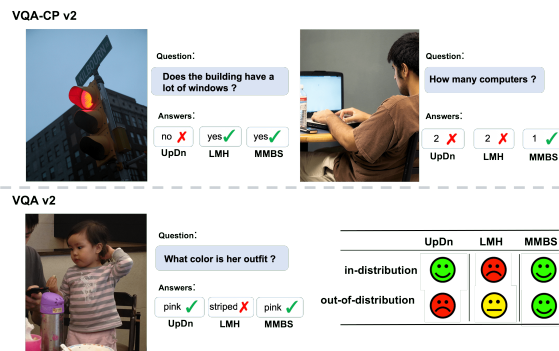 VQA-CP v2
Question:
Does the building have a
lot of windows ?
Answers:
no
yes
yes
UpDn
LMH
MMBS
Question:
How many computers ?
Answers:
2
2
1
UpDn
LMH
MMBS
VQA v2
Question:
What color is her outfit ?
Answers:
pink
striped
pink
UpDn
LMH
MMBS
UpDn
LMH
MMBS
in-distribution
out-of-distribution